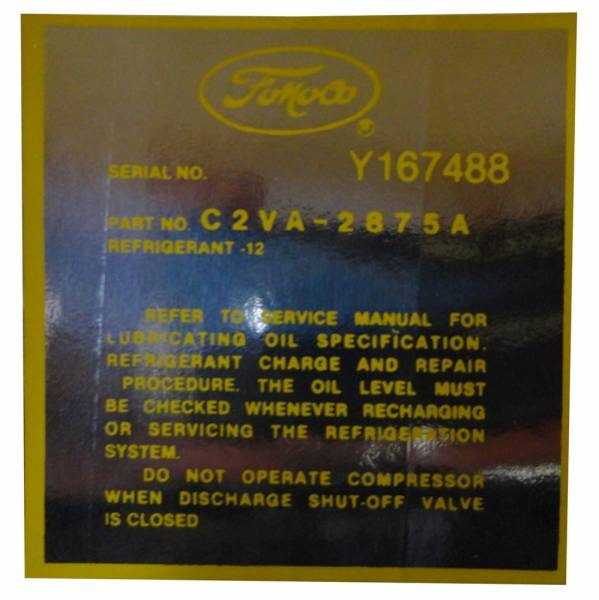 FoMoCo
R
SERIAL NO. Y167488
PART NO. C2VA-2875A
REFRIGERANT -12
REFER TO SERVICE MANUAL FOR
LUBRICATING OIL SPECIFICATION.
REFRIGERANT CHARGE AND REPAIR
PROCEDURE. THE OIL LEVEL MUST
BE CHECKED WHENEVER RECHARGING
OR SERVICING THE REFRIGERATION
SYSTEM.
DO NOT OPERATE COMPRESSOR
WHEN DISCHARGE SHUT-OFF VALVE
IS CLOSED